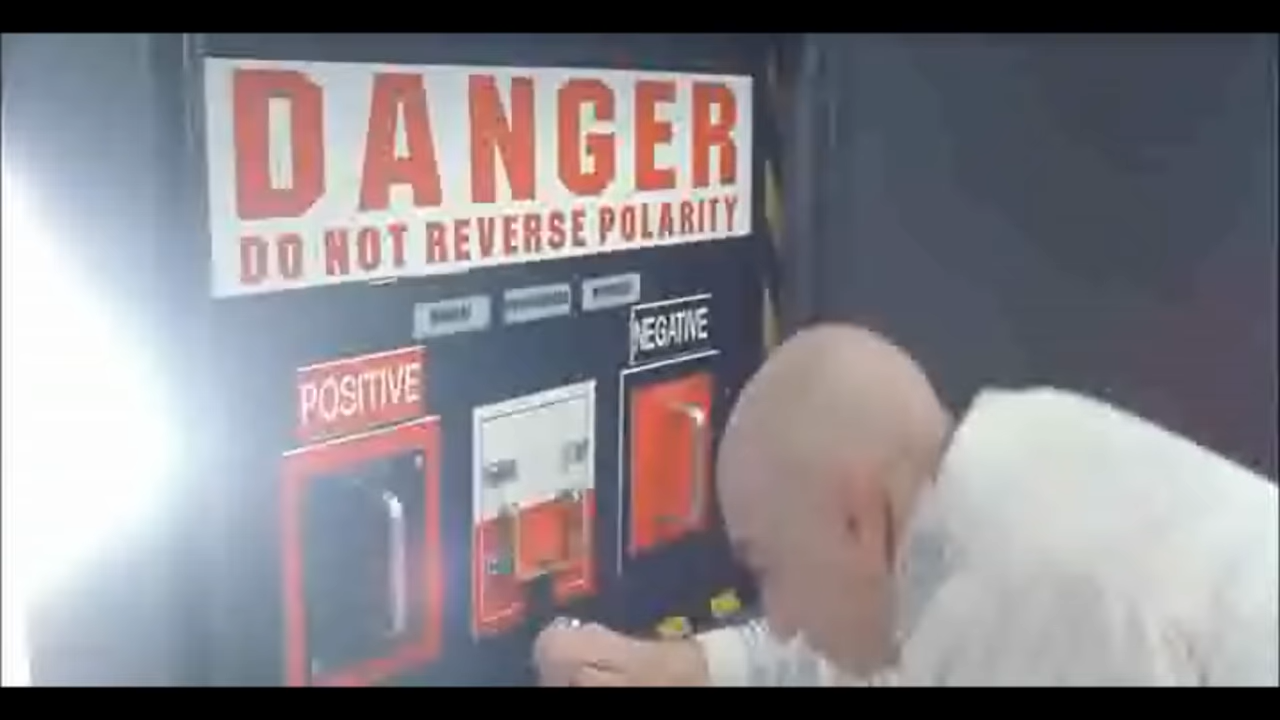 DANGER
DO NOT REVERSE POLARITY
NEGATIVE
POSITIVE